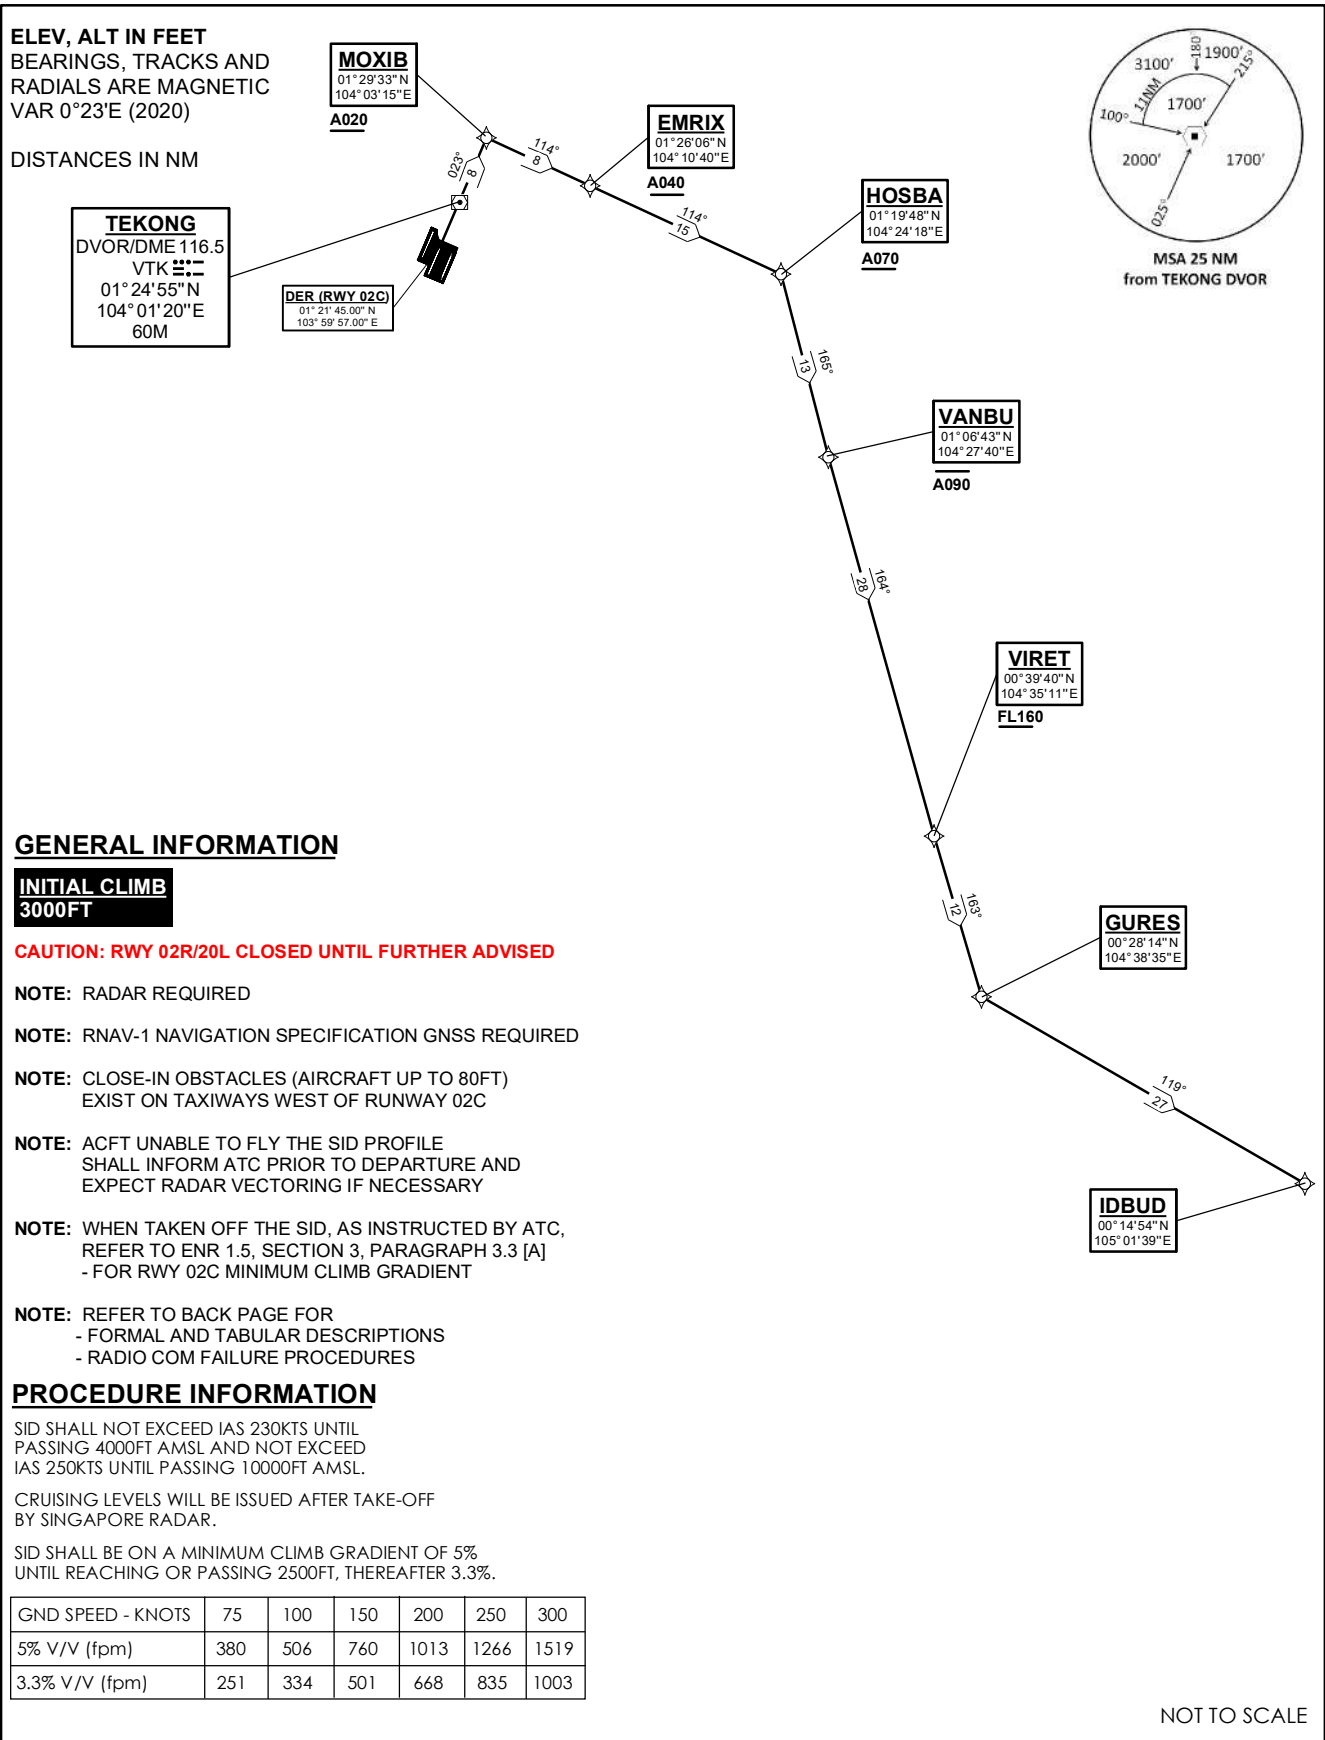 ELEV, ALT IN FEET
BEARINGS, TRACKS AND
RADIALS ARE MAGNETIC
VAR 0°23'E (2020)
DISTANCES IN NM
MOXIB
01°29'33"N
104°03'15"E
A020
EMRIX
01°26'06"N
104°10'40"E
A040
HOSBA
01°19'48"N
104°24'18"E
A070
3100'
180°
1900'
215°
11NM
1700'
100°
2000'
1700'
025°
MSA 25 NM
from TEKONG DVOR
TEKONG
DVOR/DME 116.5
VTK
01°24'55"N
104°01'20"E
60M
DER (RWY 02C)
01° 21' 45.00" N
103° 59' 57.00" E
023°
8
114°
8
114°
15
165°
13
VANBU
01°06'43"N
104°27'40"E
A090
164°
28
VIRET
00°39'40"N
104°35'11"E
FL160
163°
12
GURES
00°28'14"N
104°38'35"E
119°
27
IDBUD
00°14'54"N
105°01'39"E
GENERAL INFORMATION
INITIAL CLIMB
3000FT
CAUTION: RWY 02R/20L CLOSED UNTIL FURTHER ADVISED
NOTE: RADAR REQUIRED
NOTE: RNAV-1 NAVIGATION SPECIFICATION GNSS REQUIRED
NOTE: CLOSE-IN OBSTACLES (AIRCRAFT UP TO 80FT)
EXIST ON TAXIWAYS WEST OF RUNWAY 02C
NOTE: ACFT UNABLE TO FLY THE SID PROFILE
SHALL INFORM ATC PRIOR TO DEPARTURE AND
EXPECT RADAR VECTORING IF NECESSARY
NOTE: WHEN TAKEN OFF THE SID, AS INSTRUCTED BY ATC,
REFER TO ENR 1.5, SECTION 3, PARAGRAPH 3.3 [A]
- FOR RWY 02C MINIMUM CLIMB GRADIENT
NOTE: REFER TO BACK PAGE FOR
- FORMAL AND TABULAR DESCRIPTIONS
- RADIO COM FAILURE PROCEDURES
PROCEDURE INFORMATION
SID SHALL NOT EXCEED IAS 230KTS UNTIL
PASSING 4000FT AMSL AND NOT EXCEED
IAS 250KTS UNTIL PASSING 10000FT AMSL.
CRUISING LEVELS WILL BE ISSUED AFTER TAKE-OFF
BY SINGAPORE RADAR.
SID SHALL BE ON A MINIMUM CLIMB GRADIENT OF 5%
UNTIL REACHING OR PASSING 2500FT, THEREAFTER 3.3%.
GND SPEED - KNOTS 75 100 150 200 250 300
5% V/V (fpm) 380 506 760 1013 1266 1519
3.3% V/V (fpm) 251 334 501 668 835 1003
NOT TO SCALE